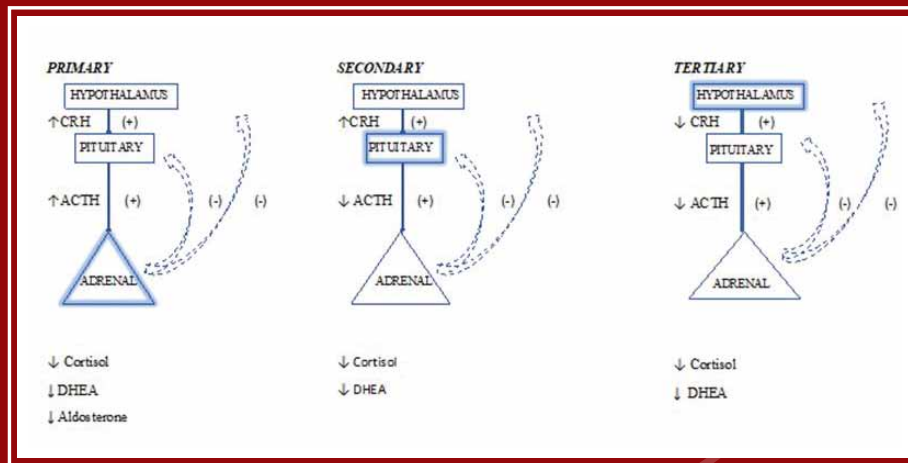 PRIMARY
HYPOTHALAMUS
↑CRH (+)
PITUITARY
↑ACTH (+) (-) (-)
ADRENAL
↓ Cortisol
↓DHEA
↓ Aldosterone
SECONDARY
HYPOTHALAMUS
↑CRH (+)
PITUITARY
↓ ACTH (+) (-) (-)
ADRENAL
↓ Cortisol
↓ DHEA
TERTIARY
HYPOTHALAMUS
↓ CRH (+)
PITUITARY
↓ ACTH (+) (-) (-)
ADRENAL
↓ Cortisol
↓ DHEA